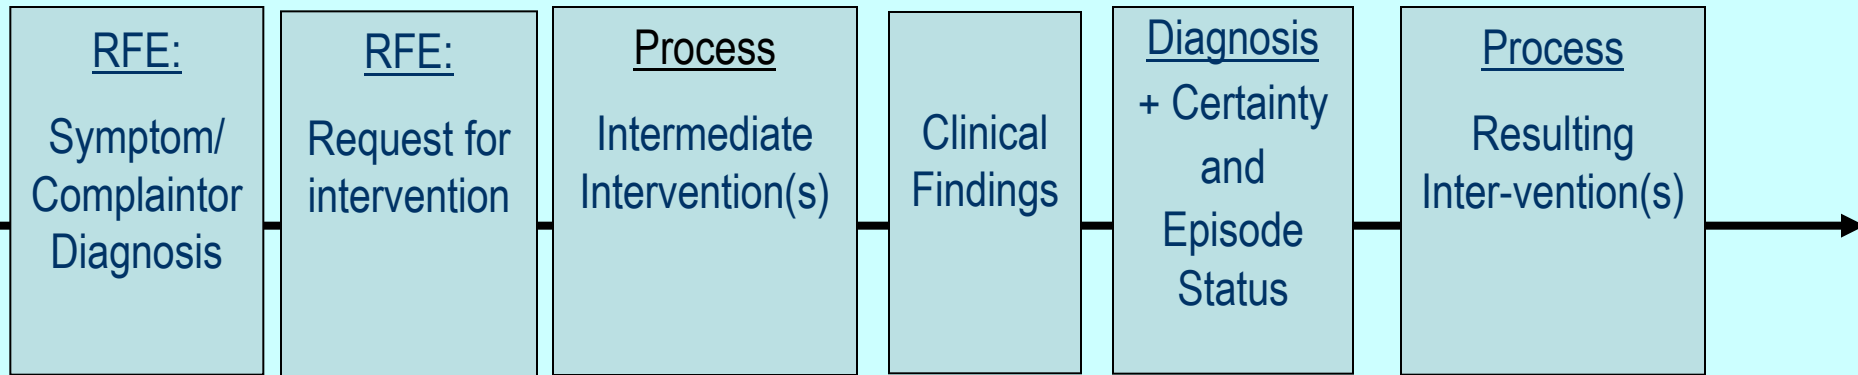 RFE:
Symptom/
Complaintor
Diagnosis
RFE:
Request for
intervention
Process
Intermediate
Intervention(s)
Clinical
Findings
Diagnosis
+ Certainty
and
Episode
Status
Process
Resulting
Inter-vention(s)